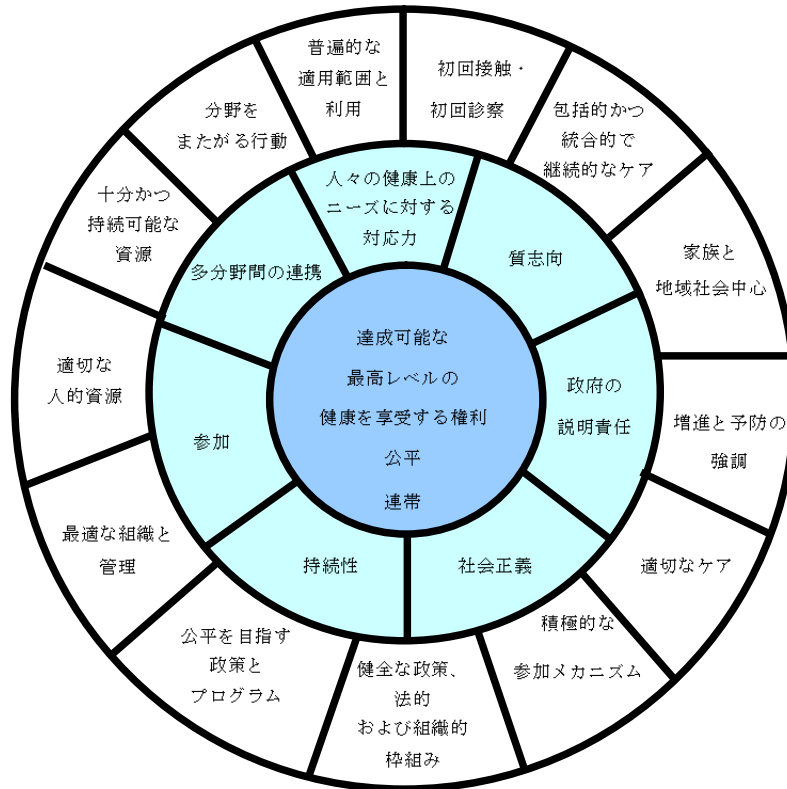 普遍的な
適用範囲と
利用
初回接触・
初回診察
包括的かつ
統合的で
継続的なケア
家族と
地域社会中心
増進と予防の
強調
適切なケア
積極的な
参加メカニズム
健全な政策、
法的
および組織的
枠組み
公平を目指す
政策と
プログラム
最適な組織と
管理
適切な
人的資源
十分かつ
持続可能な
資源
分野を
またがる行動
人々の健康上の
ニーズに対する
対応力
質志向
政府の
説明責任
社会正義
持続性
参加
多分野間の連携
達成可能な
最高レベルの
健康を享受する権利
公平
連帯